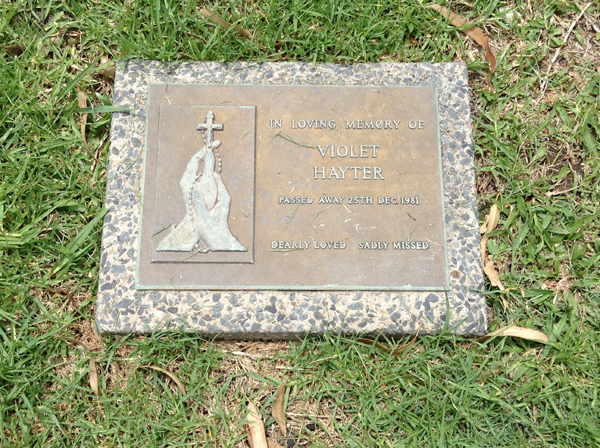 IN LOVING MEMORY OF
VIOLET
HAYTER
PASSED AWAY 25TH DEC. 1981
DEARLY LOVED SADLY MISSED